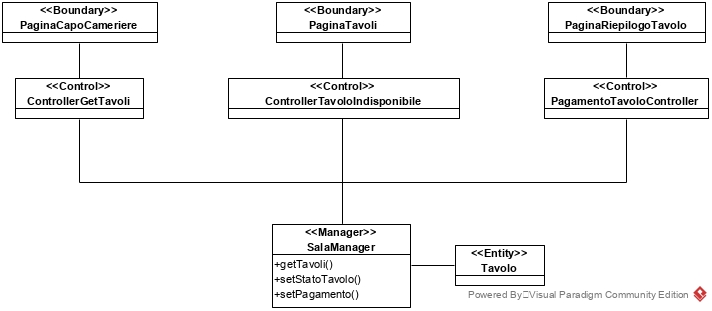 <<Boundary>>
PaginaCapoCameriere
<<Boundary>>
PaginaTavoli
<<Boundary>>
PaginaRiepilogoTavolo
<<Control>>
ControllerGetTavoli
<<Control>>
ControllerTavoloIndisponibile
<<Control>>
PagamentoTavoloController
<<Manager>>
SalaManager
+getTavoli()
+setStatoTavolo()
+setPagamento()
<<Entity>>
Tavolo
Powered By Visual Paradigm Community Edition